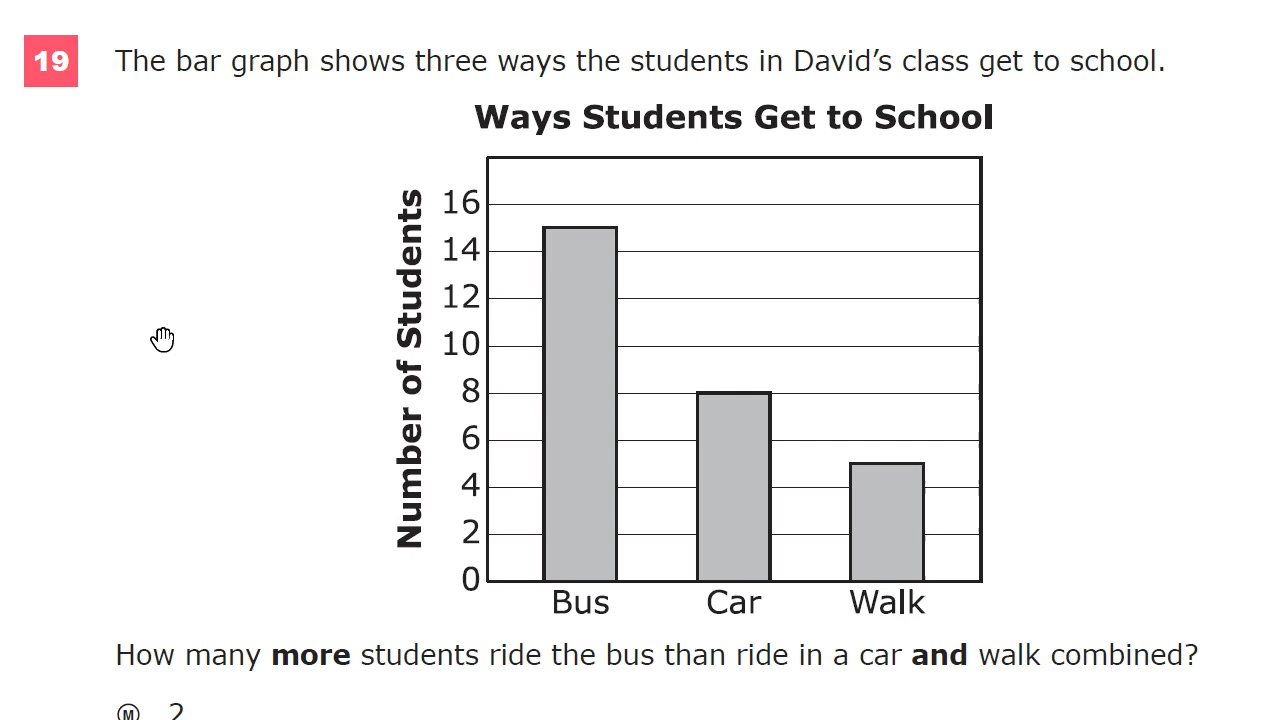 19 The bar graph shows three ways the students in David’s class get to school.
Ways Students Get to School
Number of Students
16
14
12
10
8
6
4
2
0
Bus Car Walk
How many more students ride the bus than ride in a car and walk combined?
Ⓜ 2